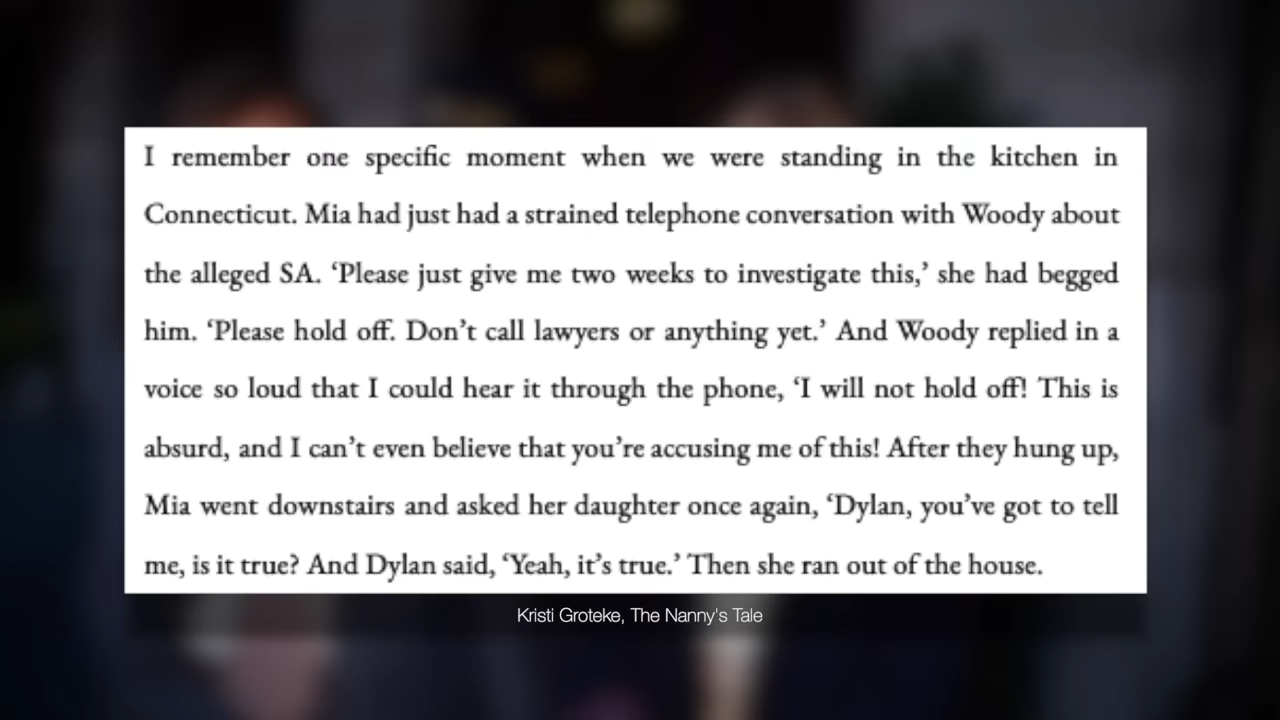 I remember one specific moment when we were standing in the kitchen in
Connecticut. Mia had just had a strained telephone conversation with Woody about
the alleged SA. ‘Please just give me two weeks to investigate this,’ she had begged
him. ‘Please hold off. Don’t call lawyers or anything yet.’ And Woody replied in a
voice so loud that I could hear it through the phone, ‘I will not hold off! This is
absurd, and I can’t even believe that you’re accusing me of this! After they hung up,
Mia went downstairs and asked her daughter once again, ‘Dylan, you’ve got to tell
me, is it true? And Dylan said, ‘Yeah, it’s true.’ Then she ran out of the house.
Kristi Groteke, The Nanny's Tale